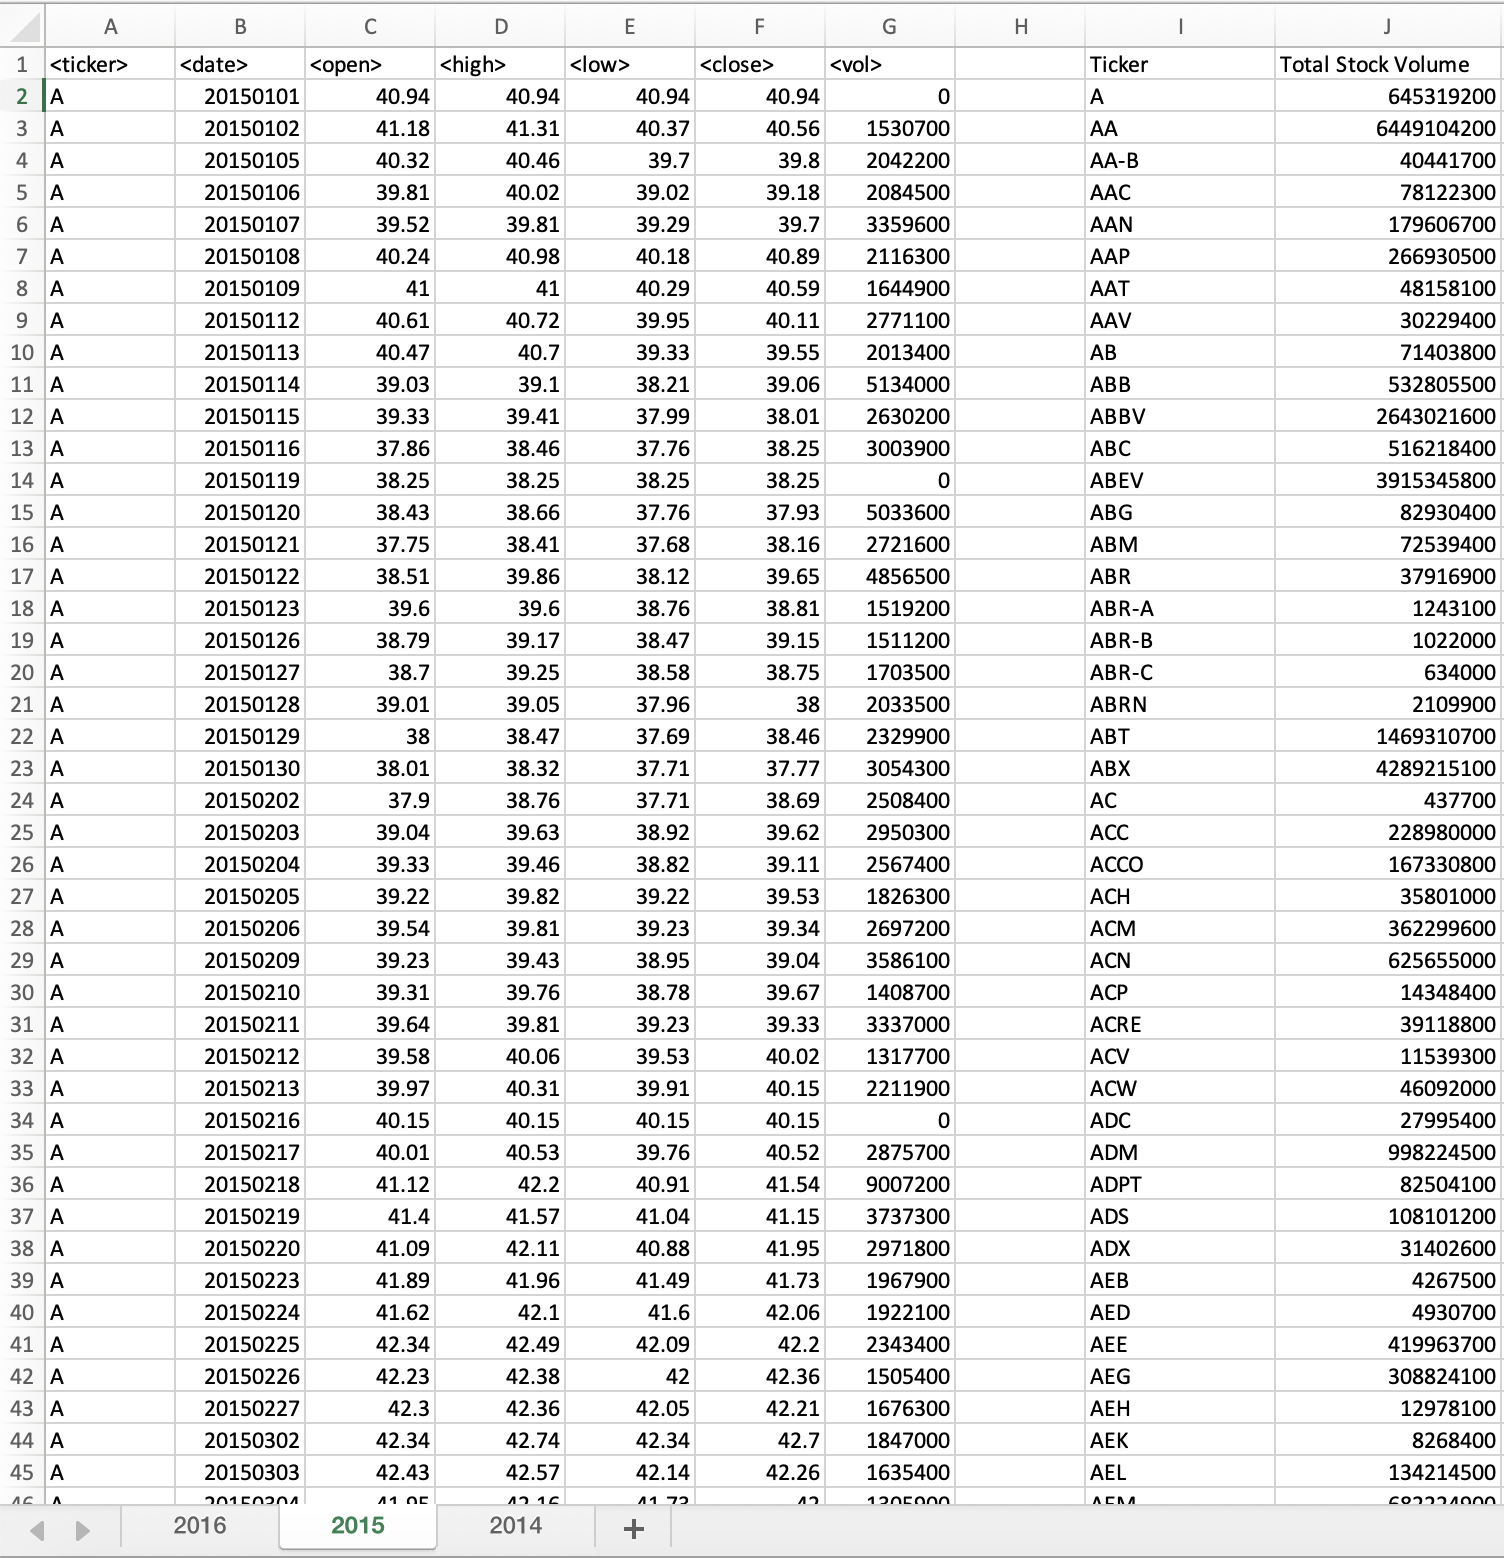 A B C D E F G H I J
1 <ticker> <date> <open> <high> <low> <close> <vol> Ticker Total Stock Volume
2 A 20150101 40.94 40.94 40.94 40.94 0 A 645319200
3 A 20150102 41.18 41.31 40.37 40.56 1530700 AA 6449104200
4 A 20150105 40.32 40.46 39.7 39.8 2042200 AA-B 40441700
5 A 20150106 39.81 40.02 39.02 39.18 2084500 AAC 78122300
6 A 20150107 39.52 39.81 39.29 39.7 3359600 AAN 179606700
7 A 20150108 40.24 40.98 40.18 40.89 2116300 AAP 266930500
8 A 20150109 41 41 40.29 40.59 1644900 AAT 48158100
9 A 20150112 40.61 40.72 39.95 40.11 2771100 AAV 30229400
10 A 20150113 40.47 40.7 39.33 39.55 2013400 AB 71403800
11 A 20150114 39.03 39.1 38.21 39.06 5134000 ABB 532805500
12 A 20150115 39.33 39.41 37.99 38.01 2630200 ABBV 2643021600
13 A 20150116 37.86 38.46 37.76 38.25 3003900 ABC 516218400
14 A 20150119 38.25 38.25 38.25 38.25 0 ABEV 3915345800
15 A 20150120 38.43 38.66 37.76 37.93 5033600 ABG 82930400
16 A 20150121 37.75 38.41 37.68 38.16 2721600 ABM 72539400
17 A 20150122 38.51 39.86 38.12 39.65 4856500 ABR 37916900
18 A 20150123 39.6 39.6 38.76 38.81 1519200 ABR-A 1243100
19 A 20150126 38.79 39.17 38.47 39.15 1511200 ABR-B 1022000
20 A 20150127 38.7 39.25 38.58 38.75 1703500 ABR-C 634000
21 A 20150128 39.01 39.05 37.96 38 2033500 ABRN 2109900
22 A 20150129 38 38.47 37.69 38.46 2329900 ABT 1469310700
23 A 20150130 38.01 38.32 37.71 37.77 3054300 ABX 4289215100
24 A 20150202 37.9 38.76 37.71 38.69 2508400 AC 437700
25 A 20150203 39.04 39.63 38.92 39.62 2950300 ACC 228980000
26 A 20150204 39.33 39.46 38.82 39.11 2567400 ACCO 167330800
27 A 20150205 39.22 39.82 39.22 39.53 1826300 ACH 35801000
28 A 20150206 39.54 39.81 39.23 39.34 2697200 ACM 362299600
29 A 20150209 39.23 39.43 38.95 39.04 3586100 ACN 625655000
30 A 20150210 39.31 39.76 38.78 39.67 1408700 ACP 14348400
31 A 20150211 39.64 39.81 39.23 39.33 3337000 ACRE 39118800
32 A 20150212 39.58 40.06 39.53 40.02 1317700 ACV 11539300
33 A 20150213 39.97 40.31 39.91 40.15 2211900 ACW 46092000
34 A 20150216 40.15 40.15 40.15 40.15 0 ADC 27995400
35 A 20150217 40.01 40.53 39.76 40.52 2875700 ADM 998224500
36 A 20150218 41.12 42.2 40.91 41.54 9007200 ADPT 82504100
37 A 20150219 41.4 41.57 41.04 41.15 3737300 ADS 108101200
38 A 20150220 41.09 42.11 40.88 41.95 2971800 ADX 31402600
39 A 20150223 41.89 41.96 41.49 41.73 1967900 AEB 4267500
40 A 20150224 41.62 42.1 41.6 42.06 1922100 AED 4930700
41 A 20150225 42.34 42.49 42.09 42.2 2343400 AEE 419963700
42 A 20150226 42.23 42.38 42 42.36 1505400 AEG 308824100
43 A 20150227 42.3 42.36 42.05 42.21 1676300 AEH 12978100
44 A 20150302 42.34 42.74 42.34 42.7 1847000 AEK 8268400
45 A 20150303 42.43 42.57 42.14 42.26 1635400 AEL 134214500
46 A 20150304 42.16
2016 2015 2014 +